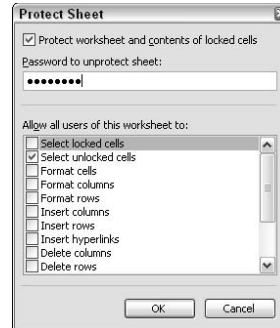 Protect Sheet
Protect worksheet and contents of locked cells
Password to unprotect sheet:
●●●●●●●●
Allow all users of this worksheet to:
Select locked cells
Select unlocked cells
Format cells
Format columns
Format rows
Insert columns
Insert rows
Insert hyperlinks
Delete columns
Delete rows
OK Cancel